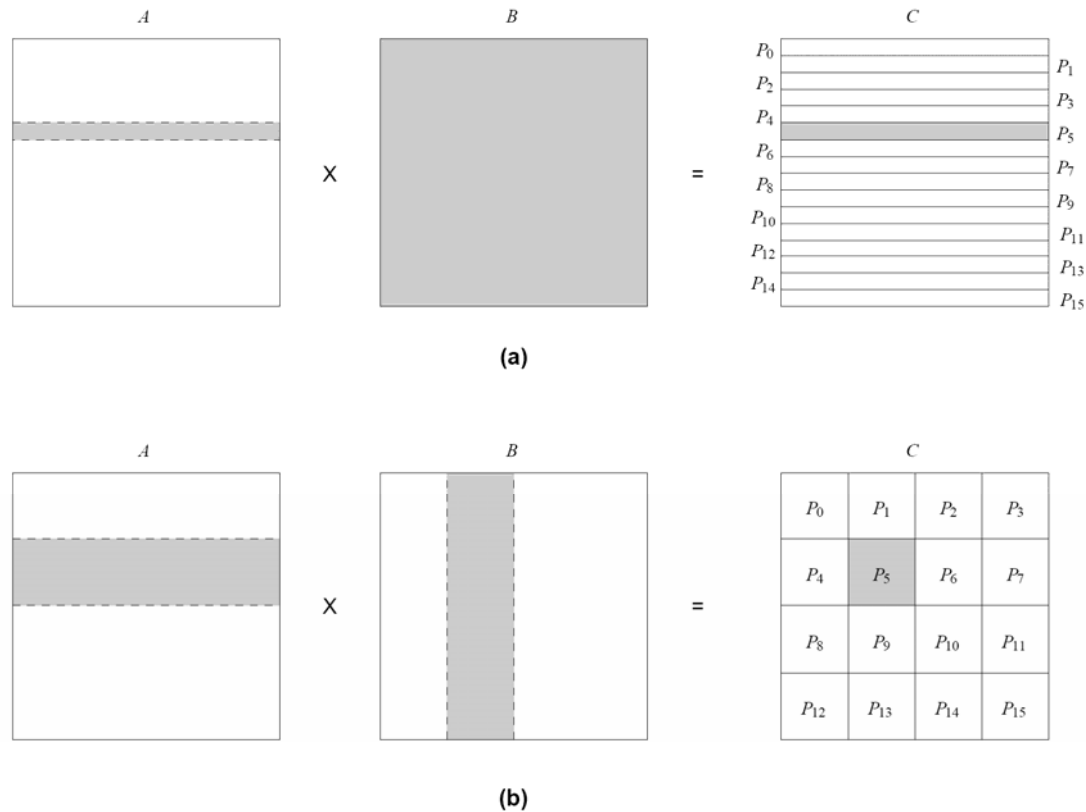 A B C
P0
P1
P2
P3
P4
P5
P6
P7
P8
P9
P10
P11
P12
P13
P14
P15
X =
(a)
A B C
P0 P1 P2 P3
P4 P5 P6 P7
X =
P8 P9 P10 P11
P12 P13 P14 P15
(b)